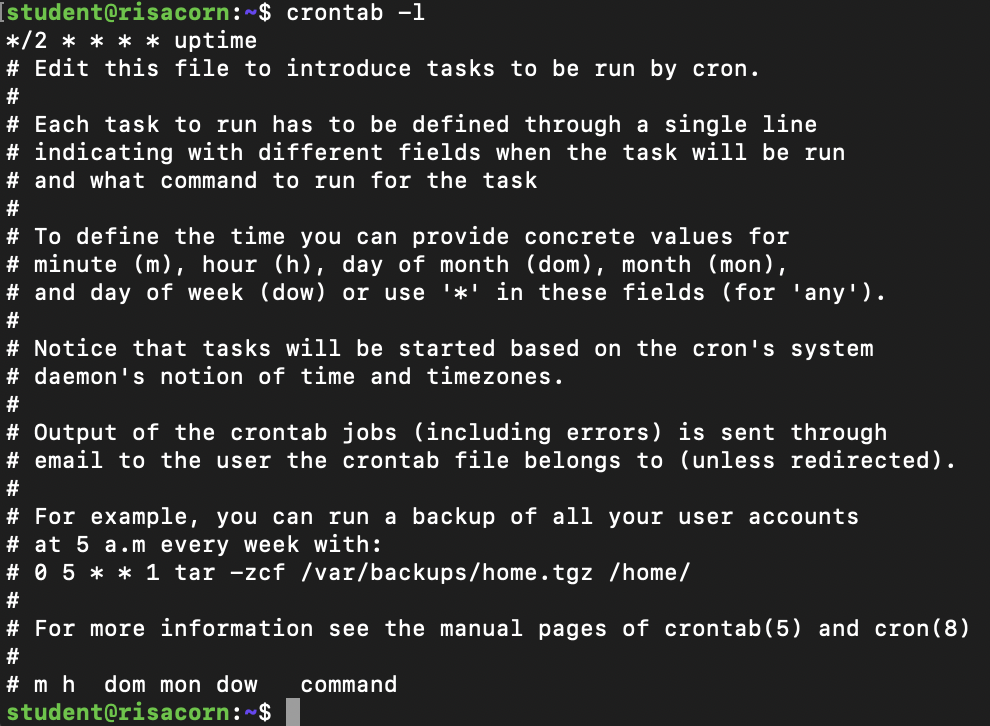 [student@risacorn:~$ crontab -l
*/2 * * * * uptime
# Edit this file to introduce tasks to be run by cron.
#
# Each task to run has to be defined through a single line
# indicating with different fields when the task will be run
# and what command to run for the task
#
# To define the time you can provide concrete values for
# minute (m), hour (h), day of month (dom), month (mon),
# and day of week (dow) or use '*' in these fields (for 'any').
#
# Notice that tasks will be started based on the cron's system
# daemon's notion of time and timezones.
#
# Output of the crontab jobs (including errors) is sent through
# email to the user the crontab file belongs to (unless redirected).
#
# For example, you can run a backup of all your user accounts
# at 5 a.m every week with:
# 0 5 * * 1 tar -zcf /var/backups/home.tgz /home/
#
# For more information see the manual pages of crontab(5) and cron(8)
#
# m h  dom mon dow   command
student@risacorn:~$